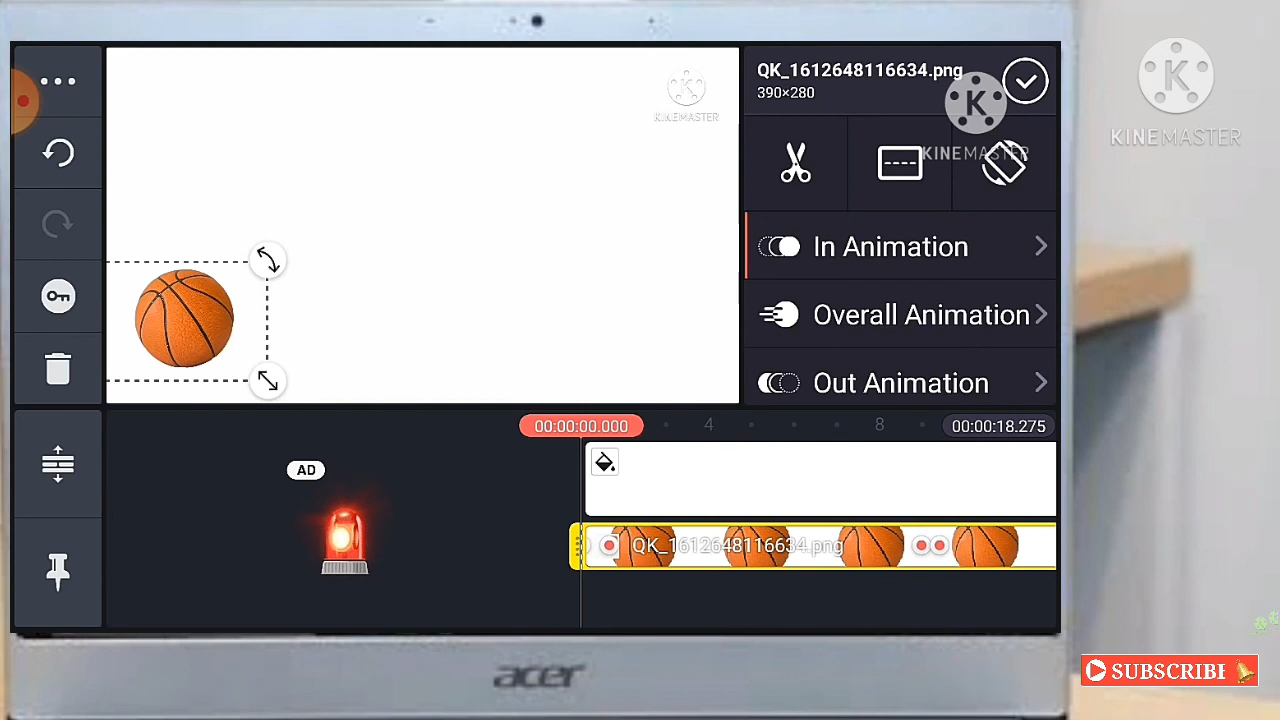 QK_1612648116634.png
390×280
KINEMASTER
KINEMASTER
KINEMASTER
In Animation
Overall Animation
Out Animation
00:00:00.000
4
8
00:00:18.275
AD
QK_1612648116634.png
acer
SUBSCRIBE